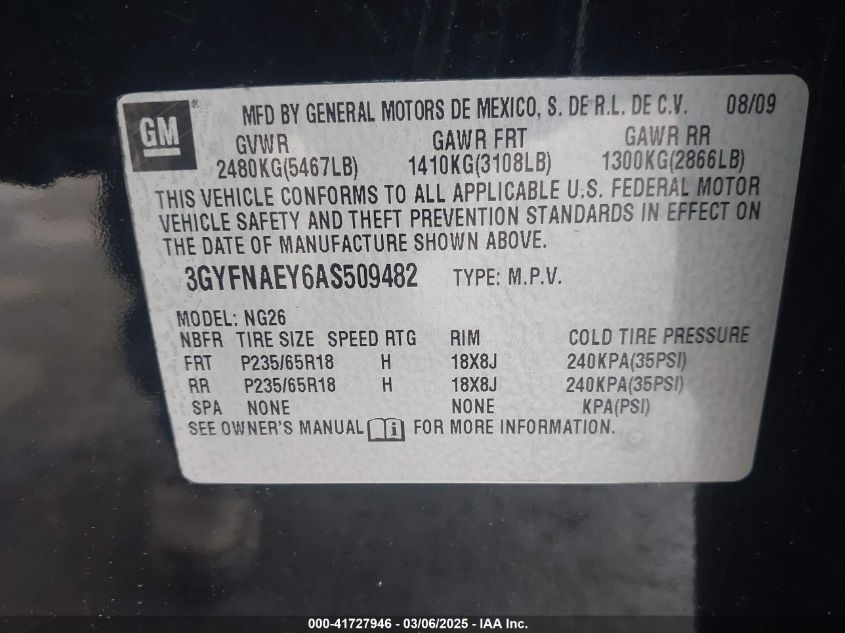 GM® MFD BY GENERAL MOTORS DE MEXICO, S. DE R.L. DE C.V. 08/09
GVWR GAWR FRT GAWR RR
2480KG(5467LB) 1410KG(3108LB) 1300KG(2866LB)
THIS VEHICLE CONFORMS TO ALL APPLICABLE U.S. FEDERAL MOTOR
VEHICLE SAFETY AND THEFT PREVENTION STANDARDS IN EFFECT ON
THE DATE OF MANUFACTURE SHOWN ABOVE.
3GYFNAEY6AS509482 TYPE: M.P.V.
MODEL: NG26
NBFR TIRE SIZE SPEED RTG RIM COLD TIRE PRESSURE
FRT P235/65R18 H 18X8J 240KPA(35PSI)
RR P235/65R18 H 18X8J 240KPA(35PSI)
SPA NONE NONE KPA(PSI)
SEE OWNER'S MANUAL i FOR MORE INFORMATION.
000-41727946 - 03/06/2025 - IAA Inc.